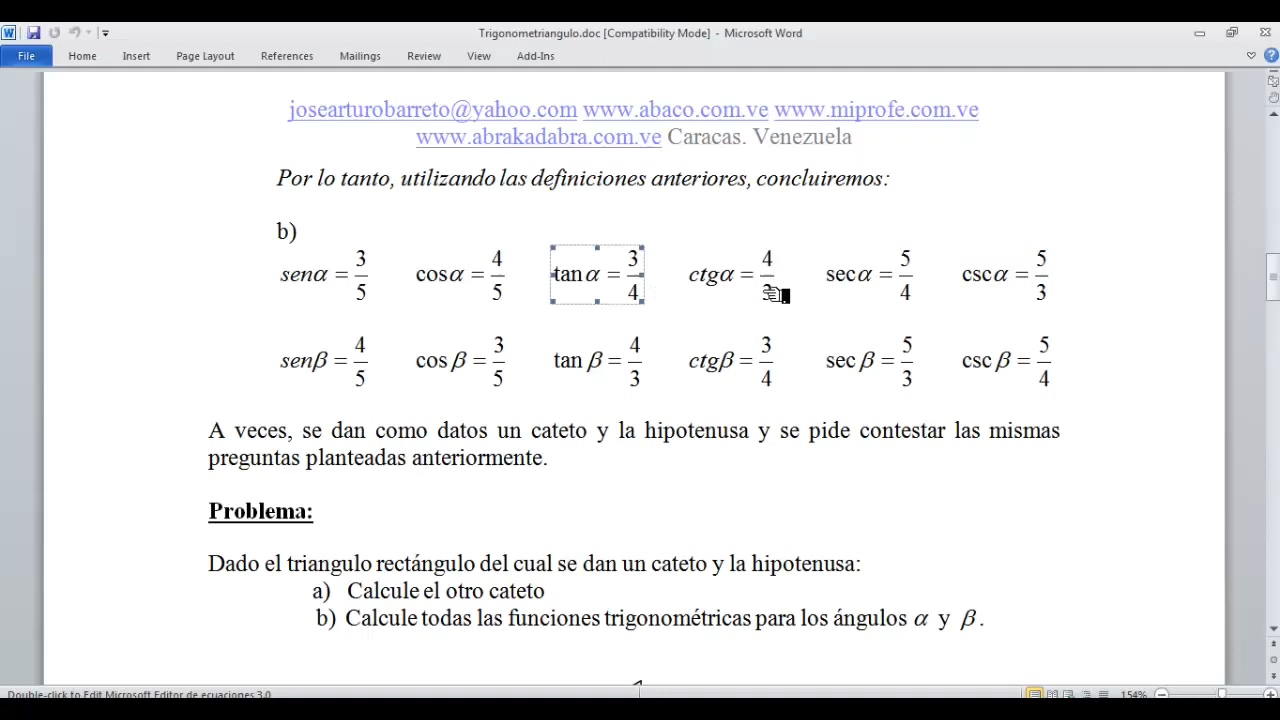 Trigonometriangulo.doc [Compatibility Mode] - Microsoft Word
File Home Insert Page Layout References Mailings Review View Add-Ins
josearturobarreto@yahoo.com www.abaco.com.ve www.miprofe.com.ve
www.abrakadabra.com.ve Caracas. Venezuela
Por lo tanto, utilizando las definiciones anteriores, concluiremos:
b)
senα = 3/5 cosα = 4/5 tanα = 3/4 ctgα = 4/3 secα = 5/4 cscα = 5/3
senβ = 4/5 cosβ = 3/5 tanβ = 4/3 ctgβ = 3/4 secβ = 5/3 cscβ = 5/4
A veces, se dan como datos un cateto y la hipotenusa y se pide contestar las mismas
preguntas planteadas anteriormente.
Problema:
Dado el triangulo rectángulo del cual se dan un cateto y la hipotenusa:
a) Calcule el otro cateto
b) Calcule todas las funciones trigonométricas para los ángulos α y β.
Double-click to Edit Microsoft Editor de ecuaciones 3.0 154%